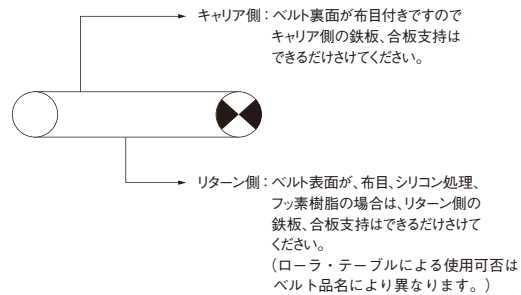 キャリア側：ベルト裏面が布目付きですので
キャリア側の鉄板、合板支持は
できるだけさけてください。
リターン側：ベルト表面が、布目、シリコン処理、
フッ素樹脂の場合は、リターン側の
鉄板、合板支持はできるだけさけて
ください。
（ローラ・テーブルによる使用可否は
ベルト品名により異なります。）